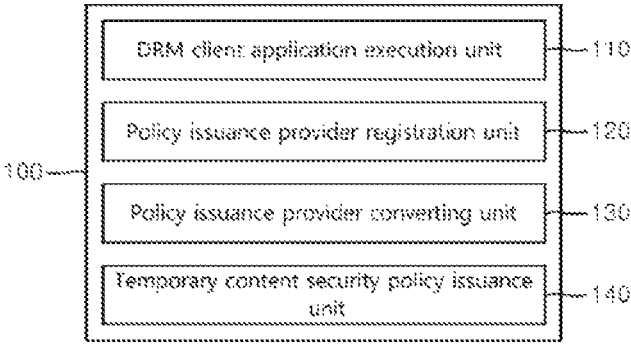 DRM client application execution unit
110
Policy issuance provider registration unit
120
100
Policy issuance provider converting unit
130
Temporary content security policy issuance
unit
140